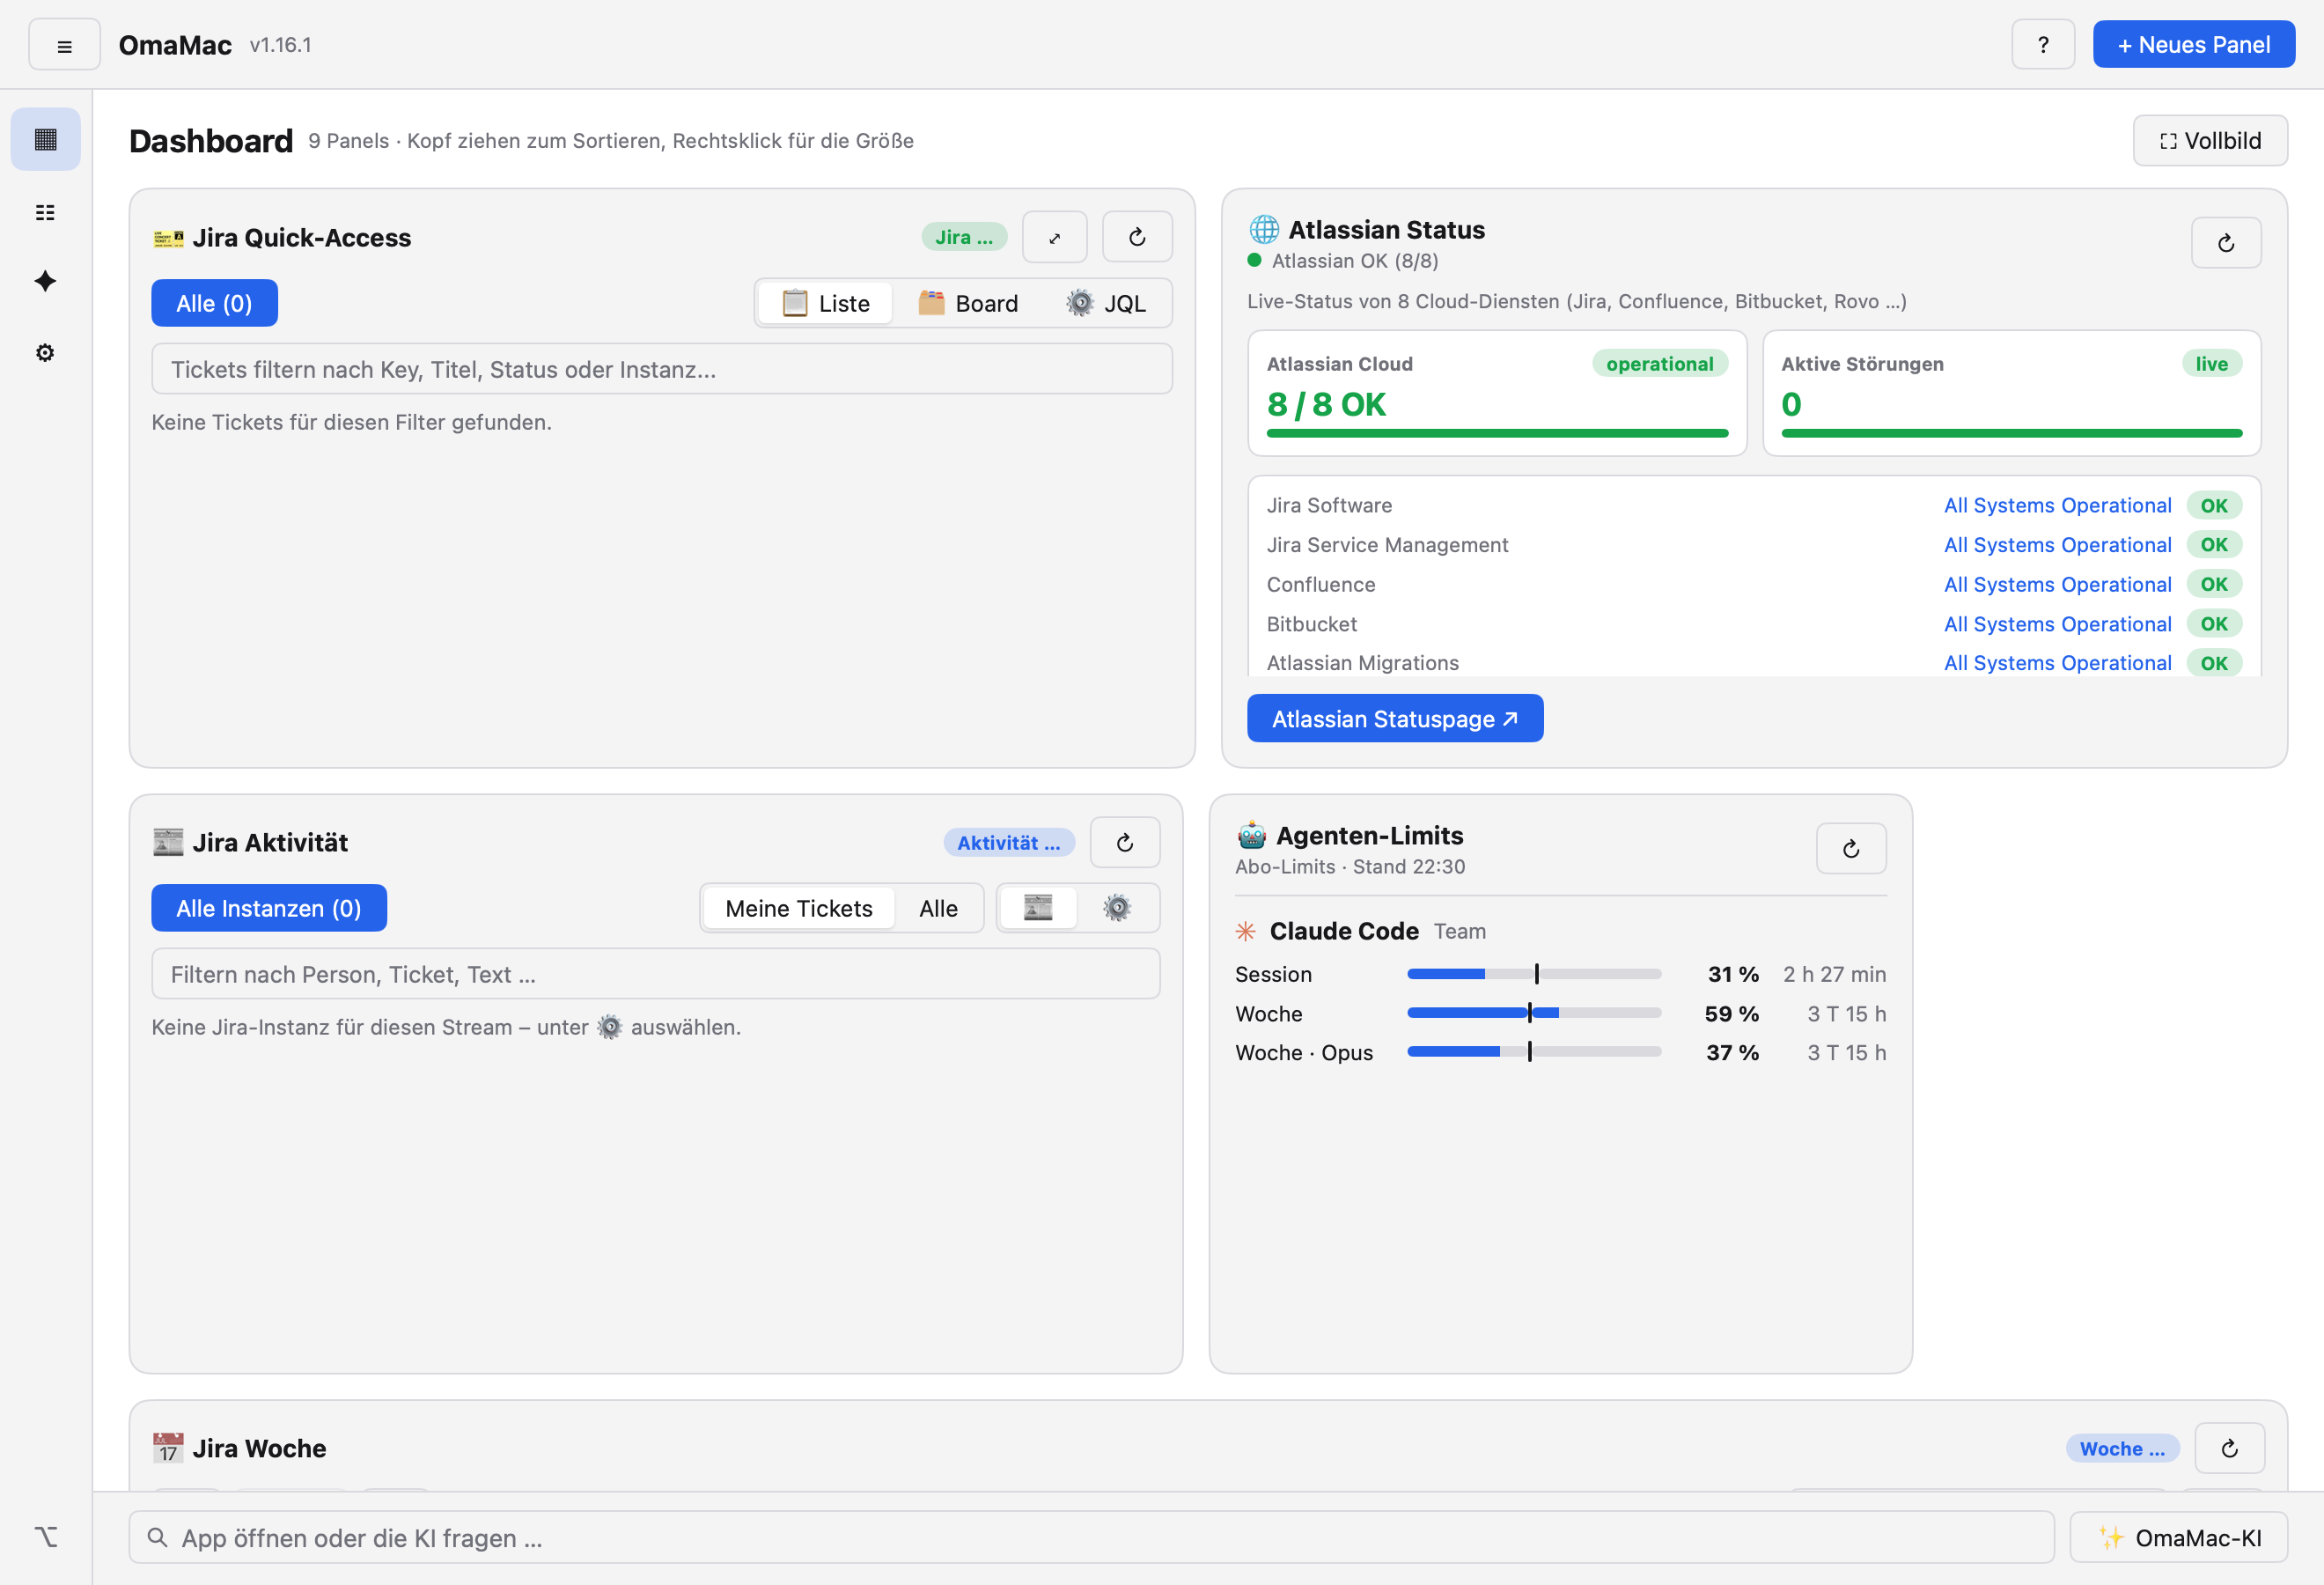 ≡ OmaMac v1.16.1 ? + Neues Panel
Dashboard 9 Panels · Kopf ziehen zum Sortieren, Rechtsklick für die Größe Vollbild
Jira Quick-Access Jira ...
Alle (0) Liste Board JQL
Tickets filtern nach Key, Titel, Status oder Instanz...
Keine Tickets für diesen Filter gefunden.
Atlassian Status
Atlassian OK (8/8)
Live-Status von 8 Cloud-Diensten (Jira, Confluence, Bitbucket, Rovo ...)
Atlassian Cloud operational
8 / 8 OK
Aktive Störungen live
0
Jira Software All Systems Operational OK
Jira Service Management All Systems Operational OK
Confluence All Systems Operational OK
Bitbucket All Systems Operational OK
Atlassian Migrations All Systems Operational OK
Atlassian Statuspage ↗
Jira Aktivität Aktivität ...
Alle Instanzen (0) Meine Tickets Alle
Filtern nach Person, Ticket, Text ...
Keine Jira-Instanz für diesen Stream – unter ⚙️ auswählen.
Agenten-Limits
Abo-Limits · Stand 22:30
Claude Code Team
Session 31 % 2 h 27 min
Woche 59 % 3 T 15 h
Woche · Opus 37 % 3 T 15 h
Jira Woche Woche ...
App öffnen oder die KI fragen ... OmaMac-KI